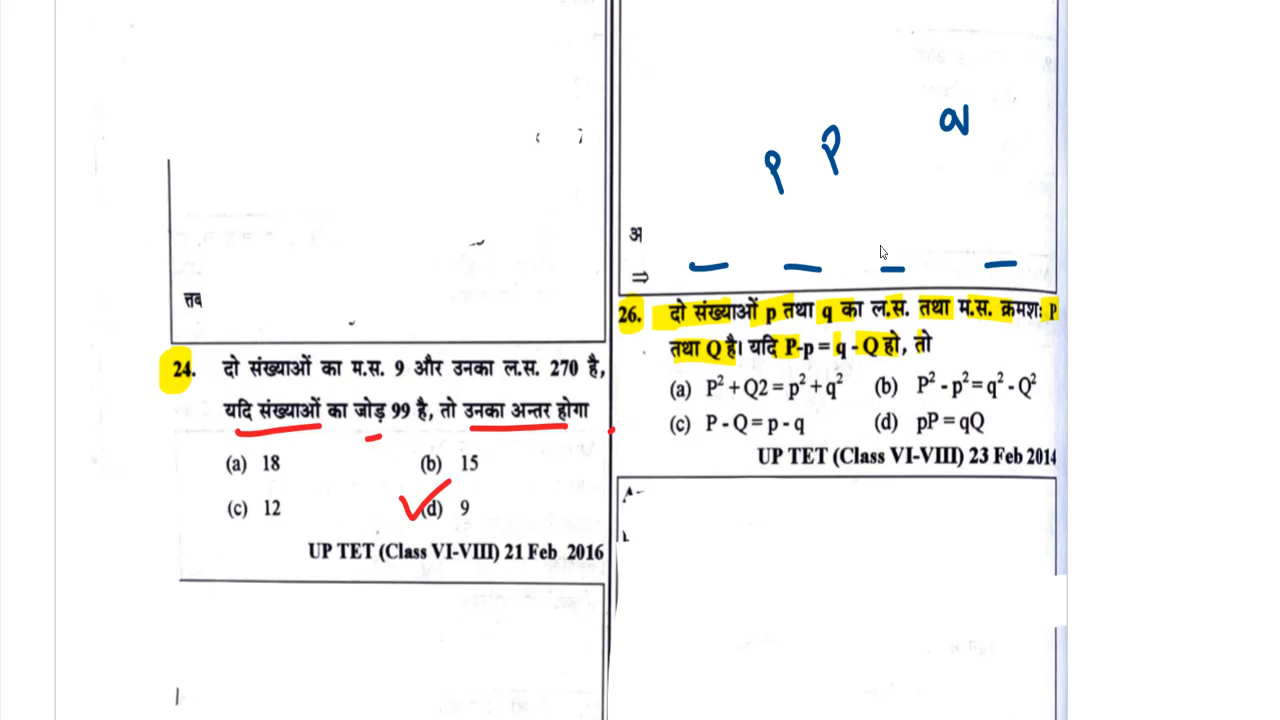 तब
24. दो संख्याओं का म.स. 9 और उनका ल.स. 270 है,
यदि संख्याओं का जोड़ 99 है, तो उनका अन्तर होगा
(a) 18 (b) 15
(c) 12 (d) 9
UP TET (Class VI-VIII) 21 Feb 2016
p P q
अ
⇒
26. दो संख्याओं p तथा q का ल.स. तथा म.स. क्रमशः P
तथा Q है। यदि P-p = q - Q हो, तो
(a) P² + Q2 = p² + q² (b) P² - p² = q² - Q²
(c) P - Q = p - q (d) pP = qQ
UP TET (Class VI-VIII) 23 Feb 2014